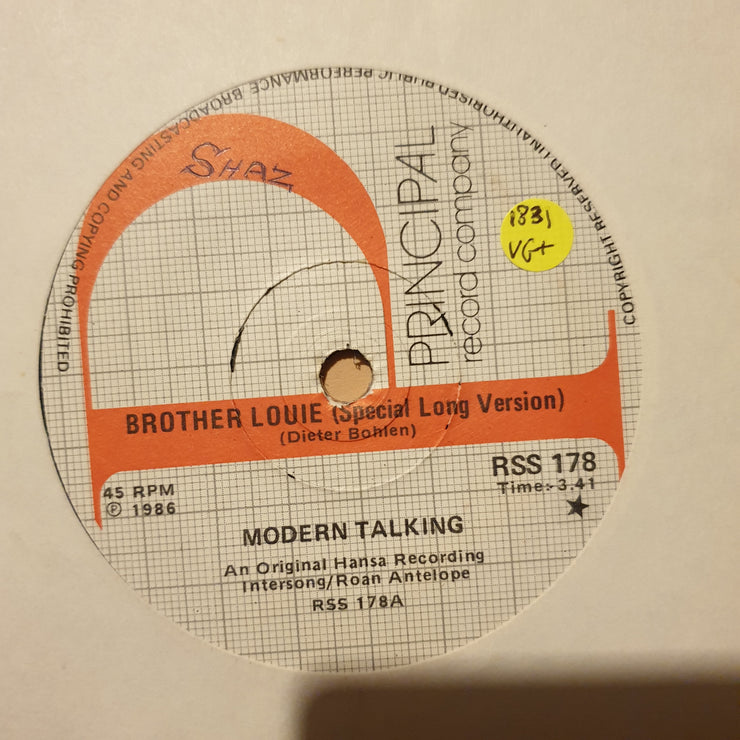 COPYRIGHT RESERVED UNAUTHORISED PUBLIC PERFORMANCE BROADCASTING AND COPYING PROHIBITED
SHAZ
PRINCIPAL
record company
1831
VG+
BROTHER LOUIE (Special Long Version)
(Dieter Bohlen)
RSS 178
Time:-3.41
45 RPM
℗ 1986
MODERN TALKING
An Original Hansa Recording
Intersong/Roan Antelope
RSS 178A